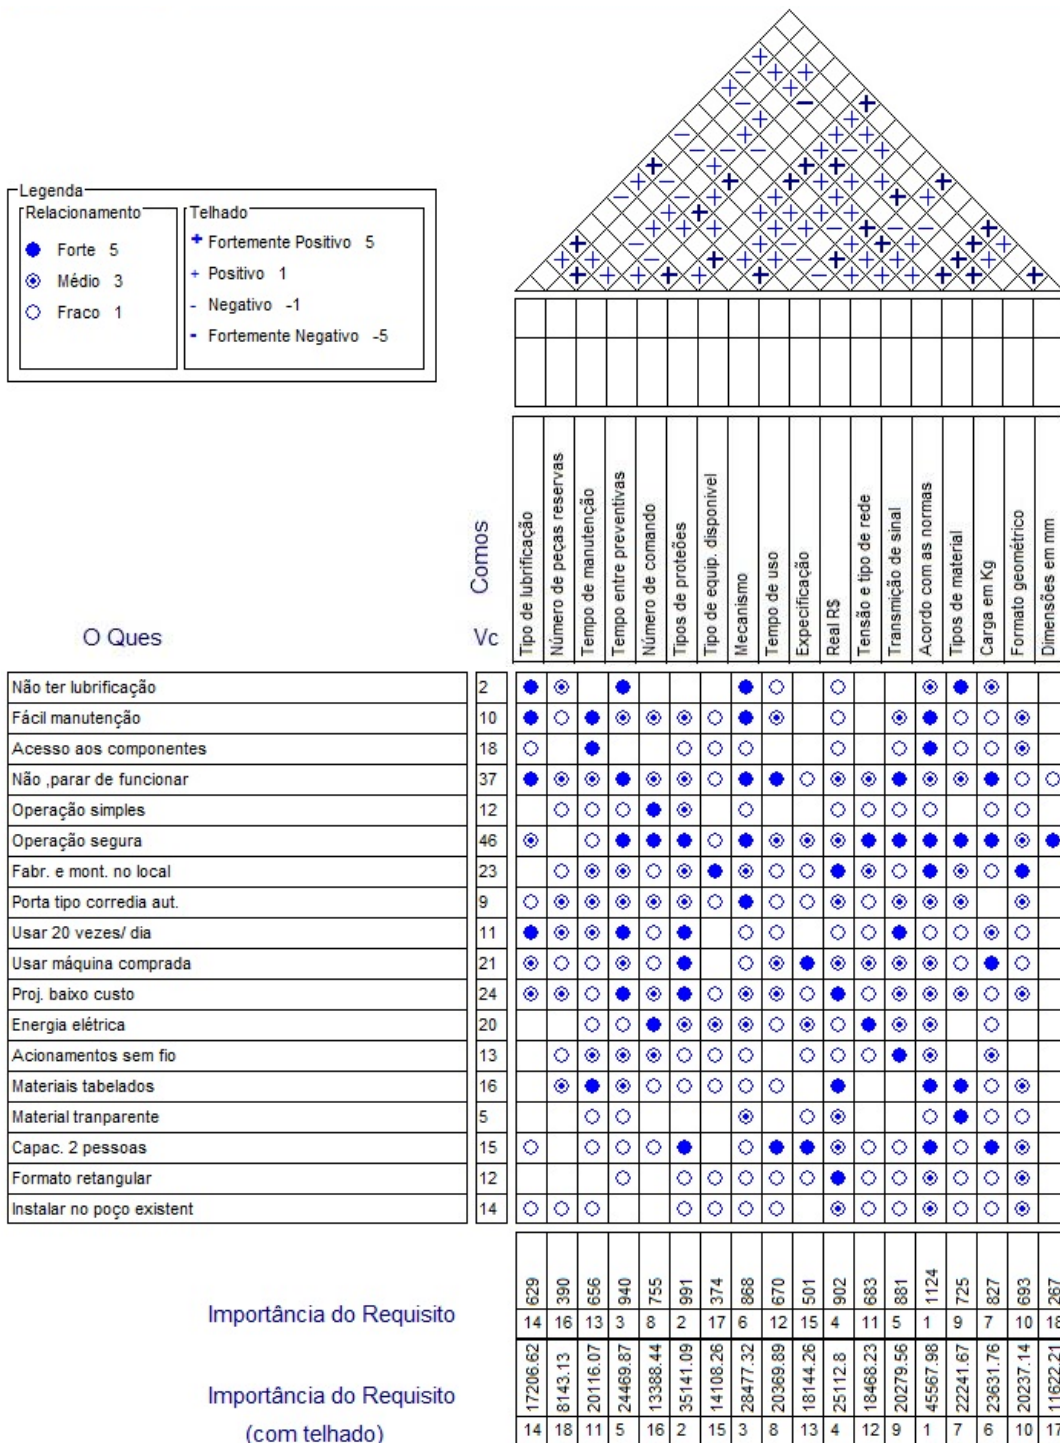 Legenda
Relacionamento
Forte 5
Médio 3
Fraco 1
Telhado
+ Fortemente Positivo 5
+ Positivo 1
- Negativo -1
- Fortemente Negativo -5
O Ques
Vc
Comos
Tipo de lubrificação
Número de peças reservas
Tempo de manutenção
Tempo entre preventivas
Número de comando
Tipos de proteões
Tipo de equip. disponivel
Mecanismo
Tempo de uso
Expecificação
Real R$
Tensão e tipo de rede
Transmição de sinal
Acordo com as normas
Tipos de material
Carga em Kg
Formato geométrico
Dimensões em mm
Não ter lubrificação 2
Fácil manutenção 10
Acesso aos componentes 18
Não ,parar de funcionar 37
Operação simples 12
Operação segura 46
Fabr. e mont. no local 23
Porta tipo corredia aut. 9
Usar 20 vezes/ dia 11
Usar máquina comprada 21
Proj. baixo custo 24
Energia elétrica 20
Acionamentos sem fio 13
Materiais tabelados 16
Material tranparente 5
Capac. 2 pessoas 15
Formato retangular 12
Instalar no poço existent 14
Importância do Requisito
629 390 656 940 755 991 374 868 670 501 902 683 881 1124 725 827 693 267
14 16 13 3 8 2 17 6 12 15 4 11 5 1 9 7 10 18
Importância do Requisito
(com telhado)
17206.62 8143.13 20116.07 24469.87 13388.44 35141.09 14108.26 28477.32 20369.89 18144.26 25112.8 18468.23 20279.56 45567.98 22241.67 23631.76 20237.14 11622.21
14 18 11 5 16 2 15 3 8 13 4 12 9 1 7 6 10 17